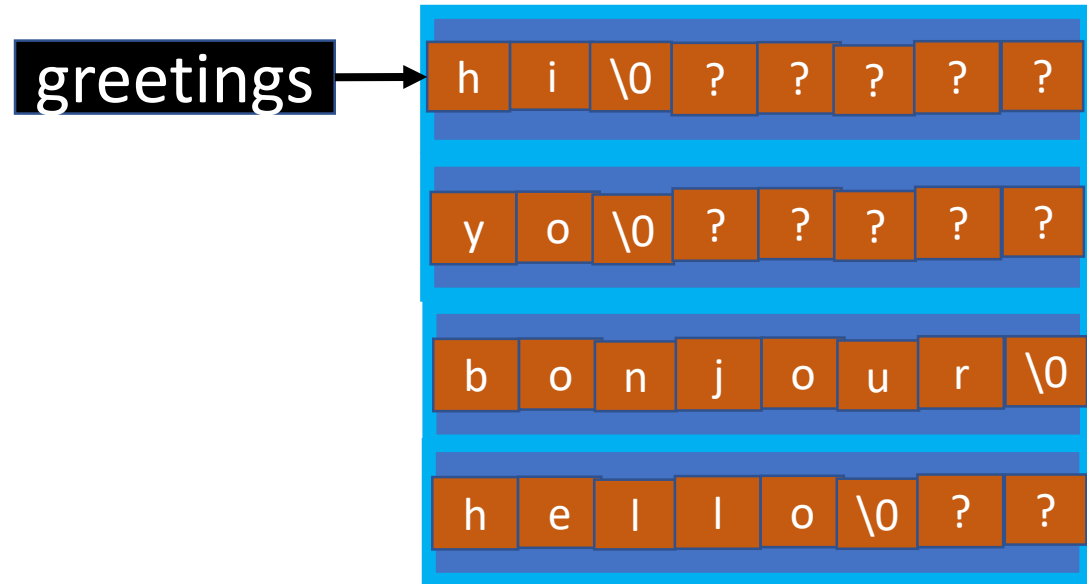 greetings
h i \0 ? ? ? ? ?
y o \0 ? ? ? ? ?
b o n j o u r \0
h e l l o \0 ? ?